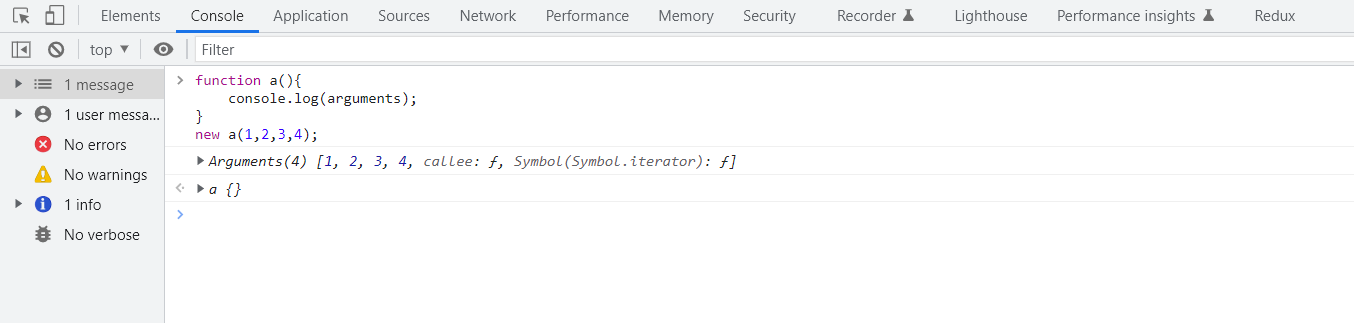 Elements Console Application Sources Network Performance Memory Security Recorder Lighthouse Performance insights Redux
top Filter
1 message
1 user messa...
No errors
No warnings
1 info
No verbose
function a(){
    console.log(arguments);
}
new a(1,2,3,4);
Arguments(4) [1, 2, 3, 4, callee: ƒ, Symbol(Symbol.iterator): ƒ]
a {}